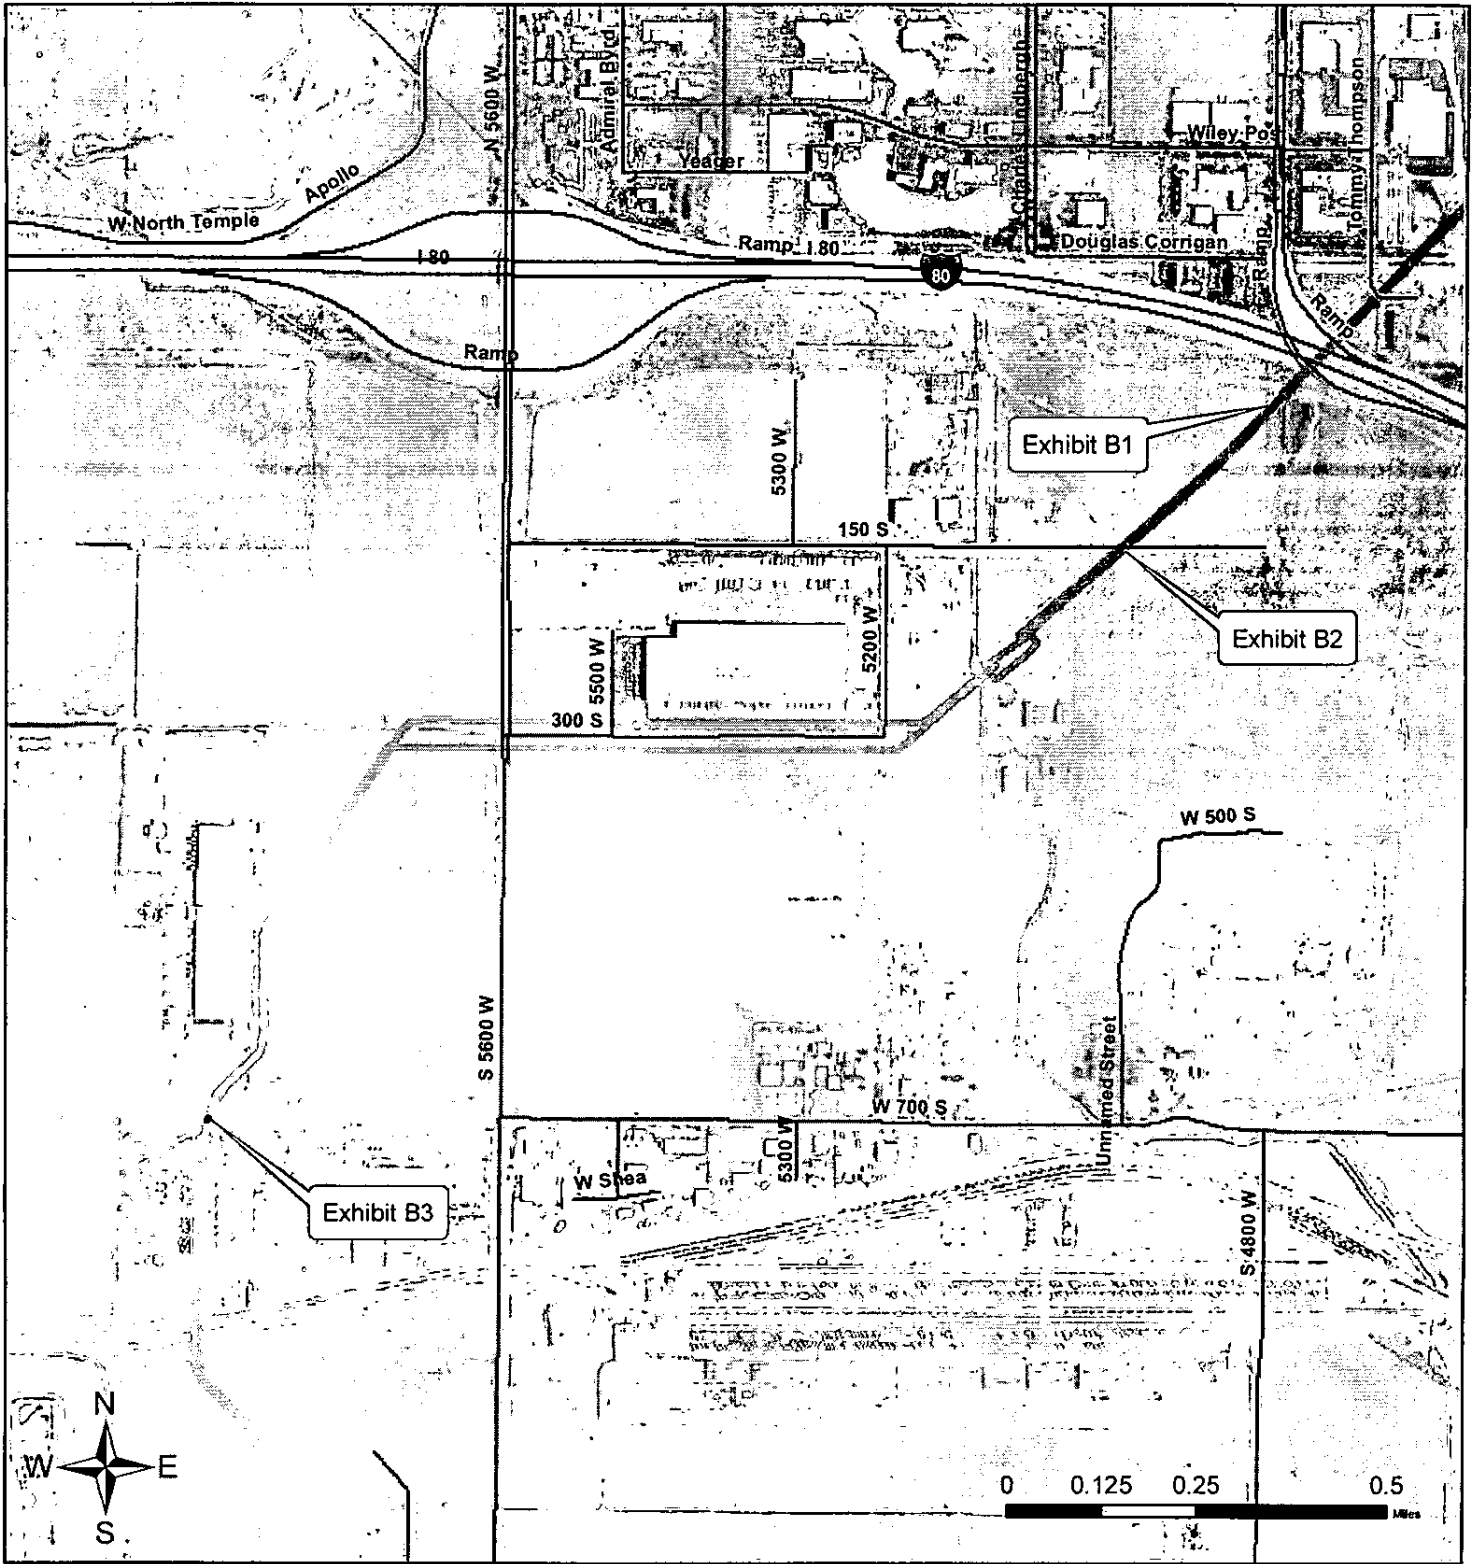 N 5600 W
Admiral Byrd
Charles Lindbergh
Tommy Thompson
Wiley Pos
Yeager
Apollo
W North Temple
Ramp
I 80
Douglas Corrigan
Ramp
I 80
80
Ramp
Ramp
Exhibit B1
5300 W
150 S
Exhibit B2
5200 W
5500 W
300 S
W 500 S
S 5600 W
Unnamed Street
W 700 S
5300 W
W Shea
Exhibit B3
S 4800 W
N
W
E
S
0 0.125 0.25 0.5
Miles